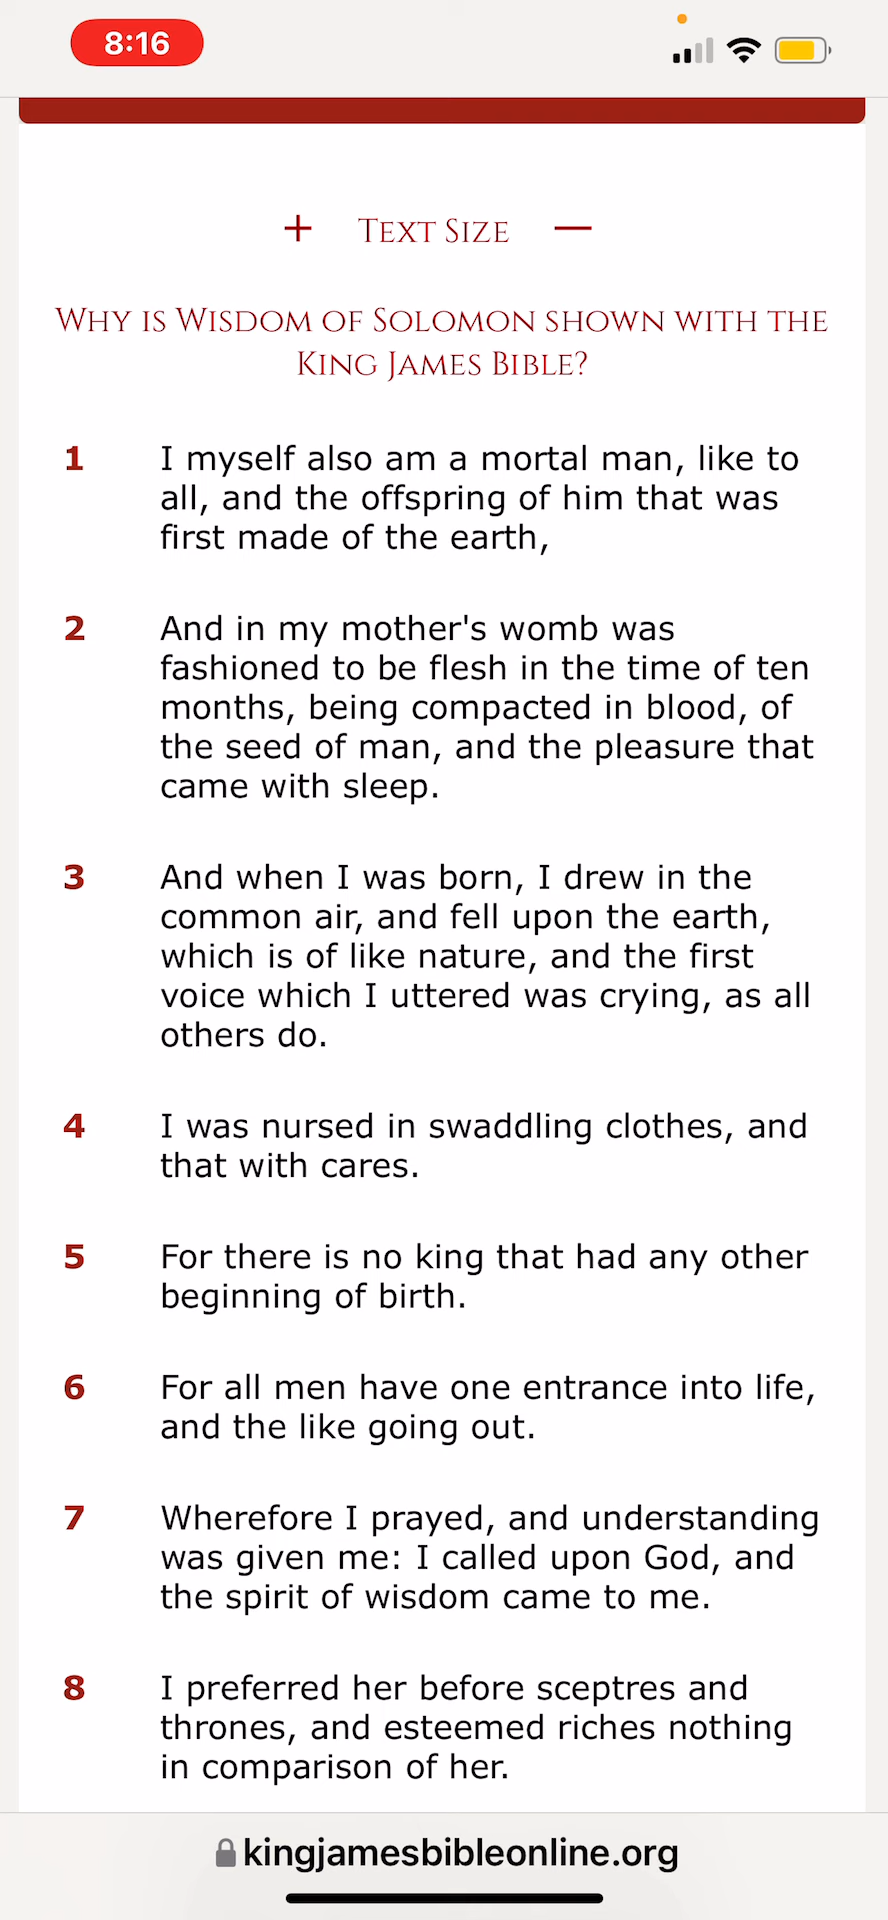 8:16
+ Text Size —
Why is Wisdom of Solomon shown with the
King James Bible?
1 I myself also am a mortal man, like to
all, and the offspring of him that was
first made of the earth,
2 And in my mother's womb was
fashioned to be flesh in the time of ten
months, being compacted in blood, of
the seed of man, and the pleasure that
came with sleep.
3 And when I was born, I drew in the
common air, and fell upon the earth,
which is of like nature, and the first
voice which I uttered was crying, as all
others do.
4 I was nursed in swaddling clothes, and
that with cares.
5 For there is no king that had any other
beginning of birth.
6 For all men have one entrance into life,
and the like going out.
7 Wherefore I prayed, and understanding
was given me: I called upon God, and
the spirit of wisdom came to me.
8 I preferred her before sceptres and
thrones, and esteemed riches nothing
in comparison of her.
kingjamesbibleonline.org